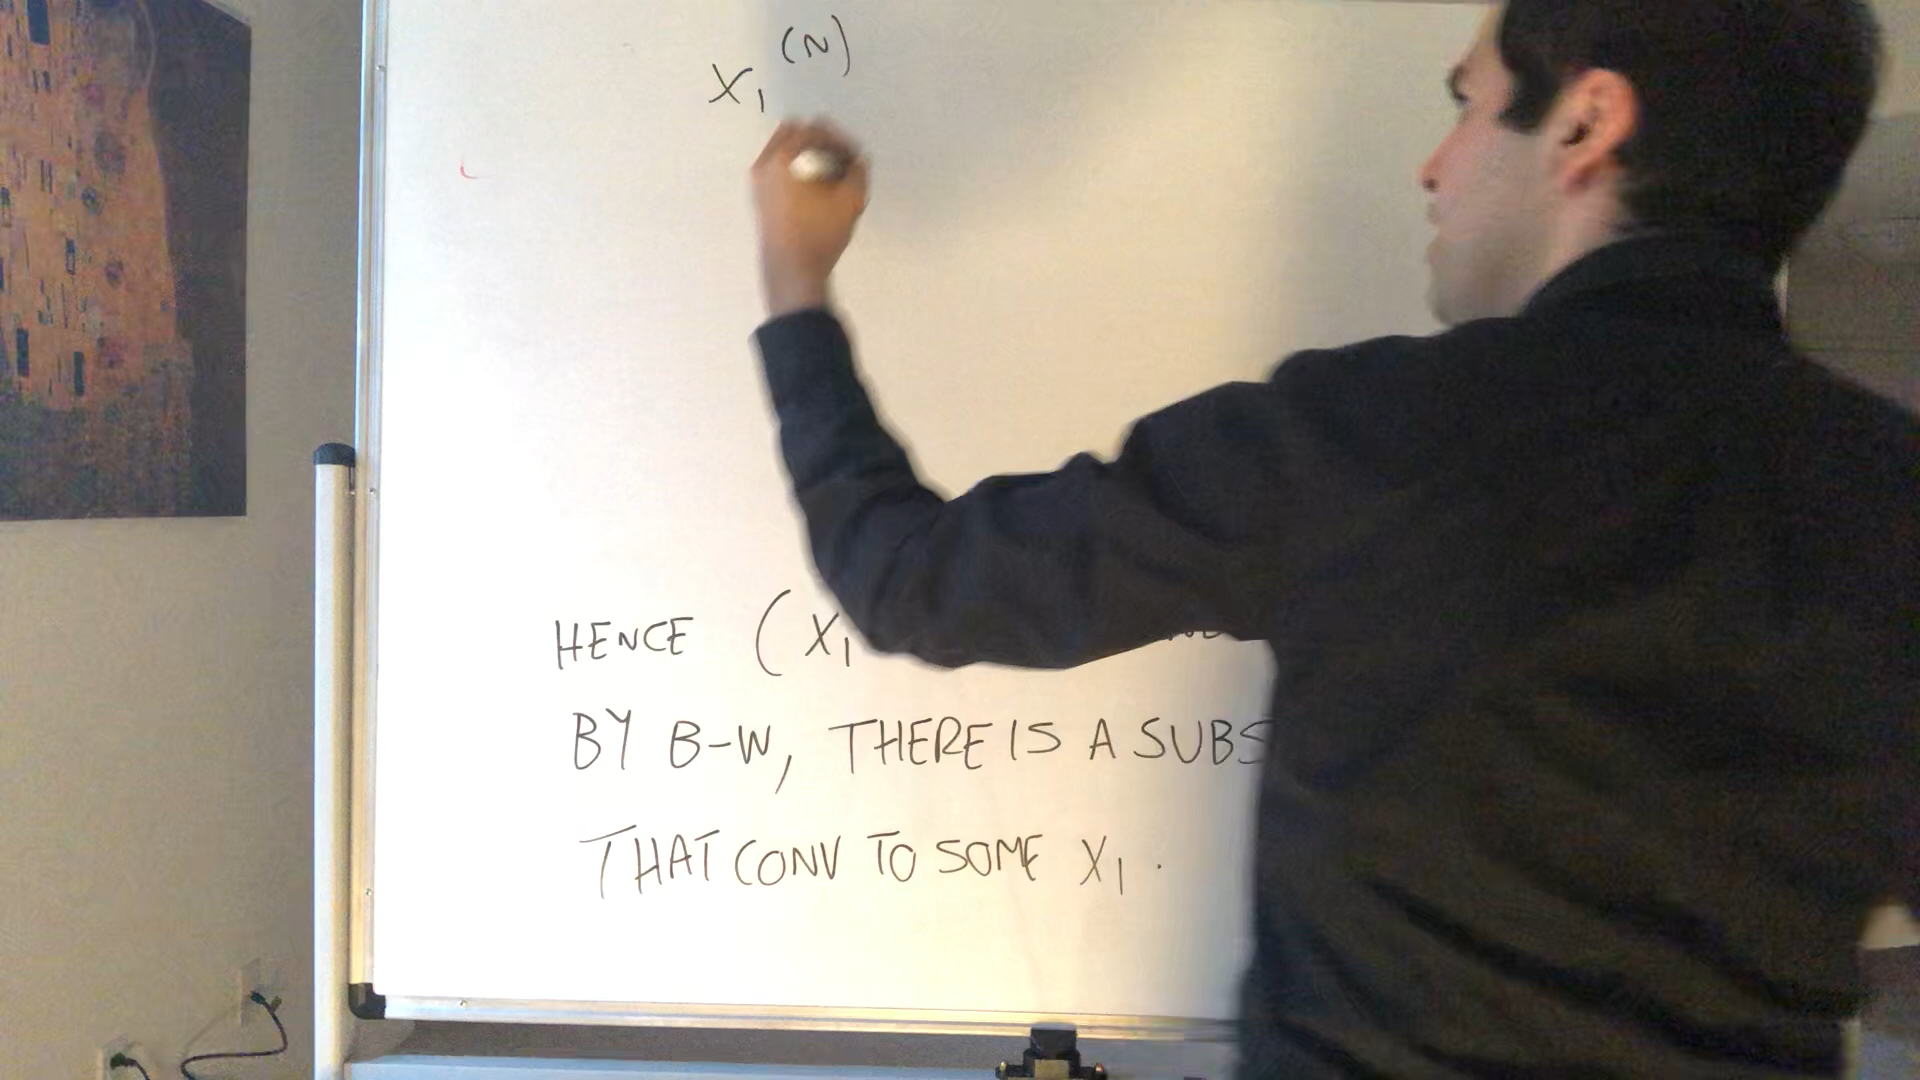 x₁⁽ᴺ⁾
HENCE (x₁
BY B-W, THERE IS A SUBS
THAT CONV TO SOME x₁.